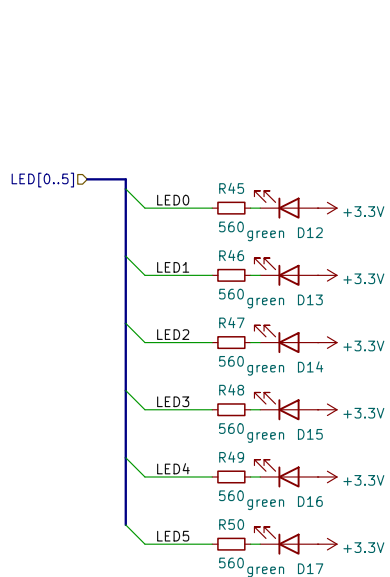 LED[0..5]
R45
LED0
+3.3V
560
green D12
R46
LED1
+3.3V
560
green D13
R47
LED2
+3.3V
560
green D14
R48
LED3
+3.3V
560
green D15
R49
LED4
+3.3V
560
green D16
R50
LED5
+3.3V
560
green D17